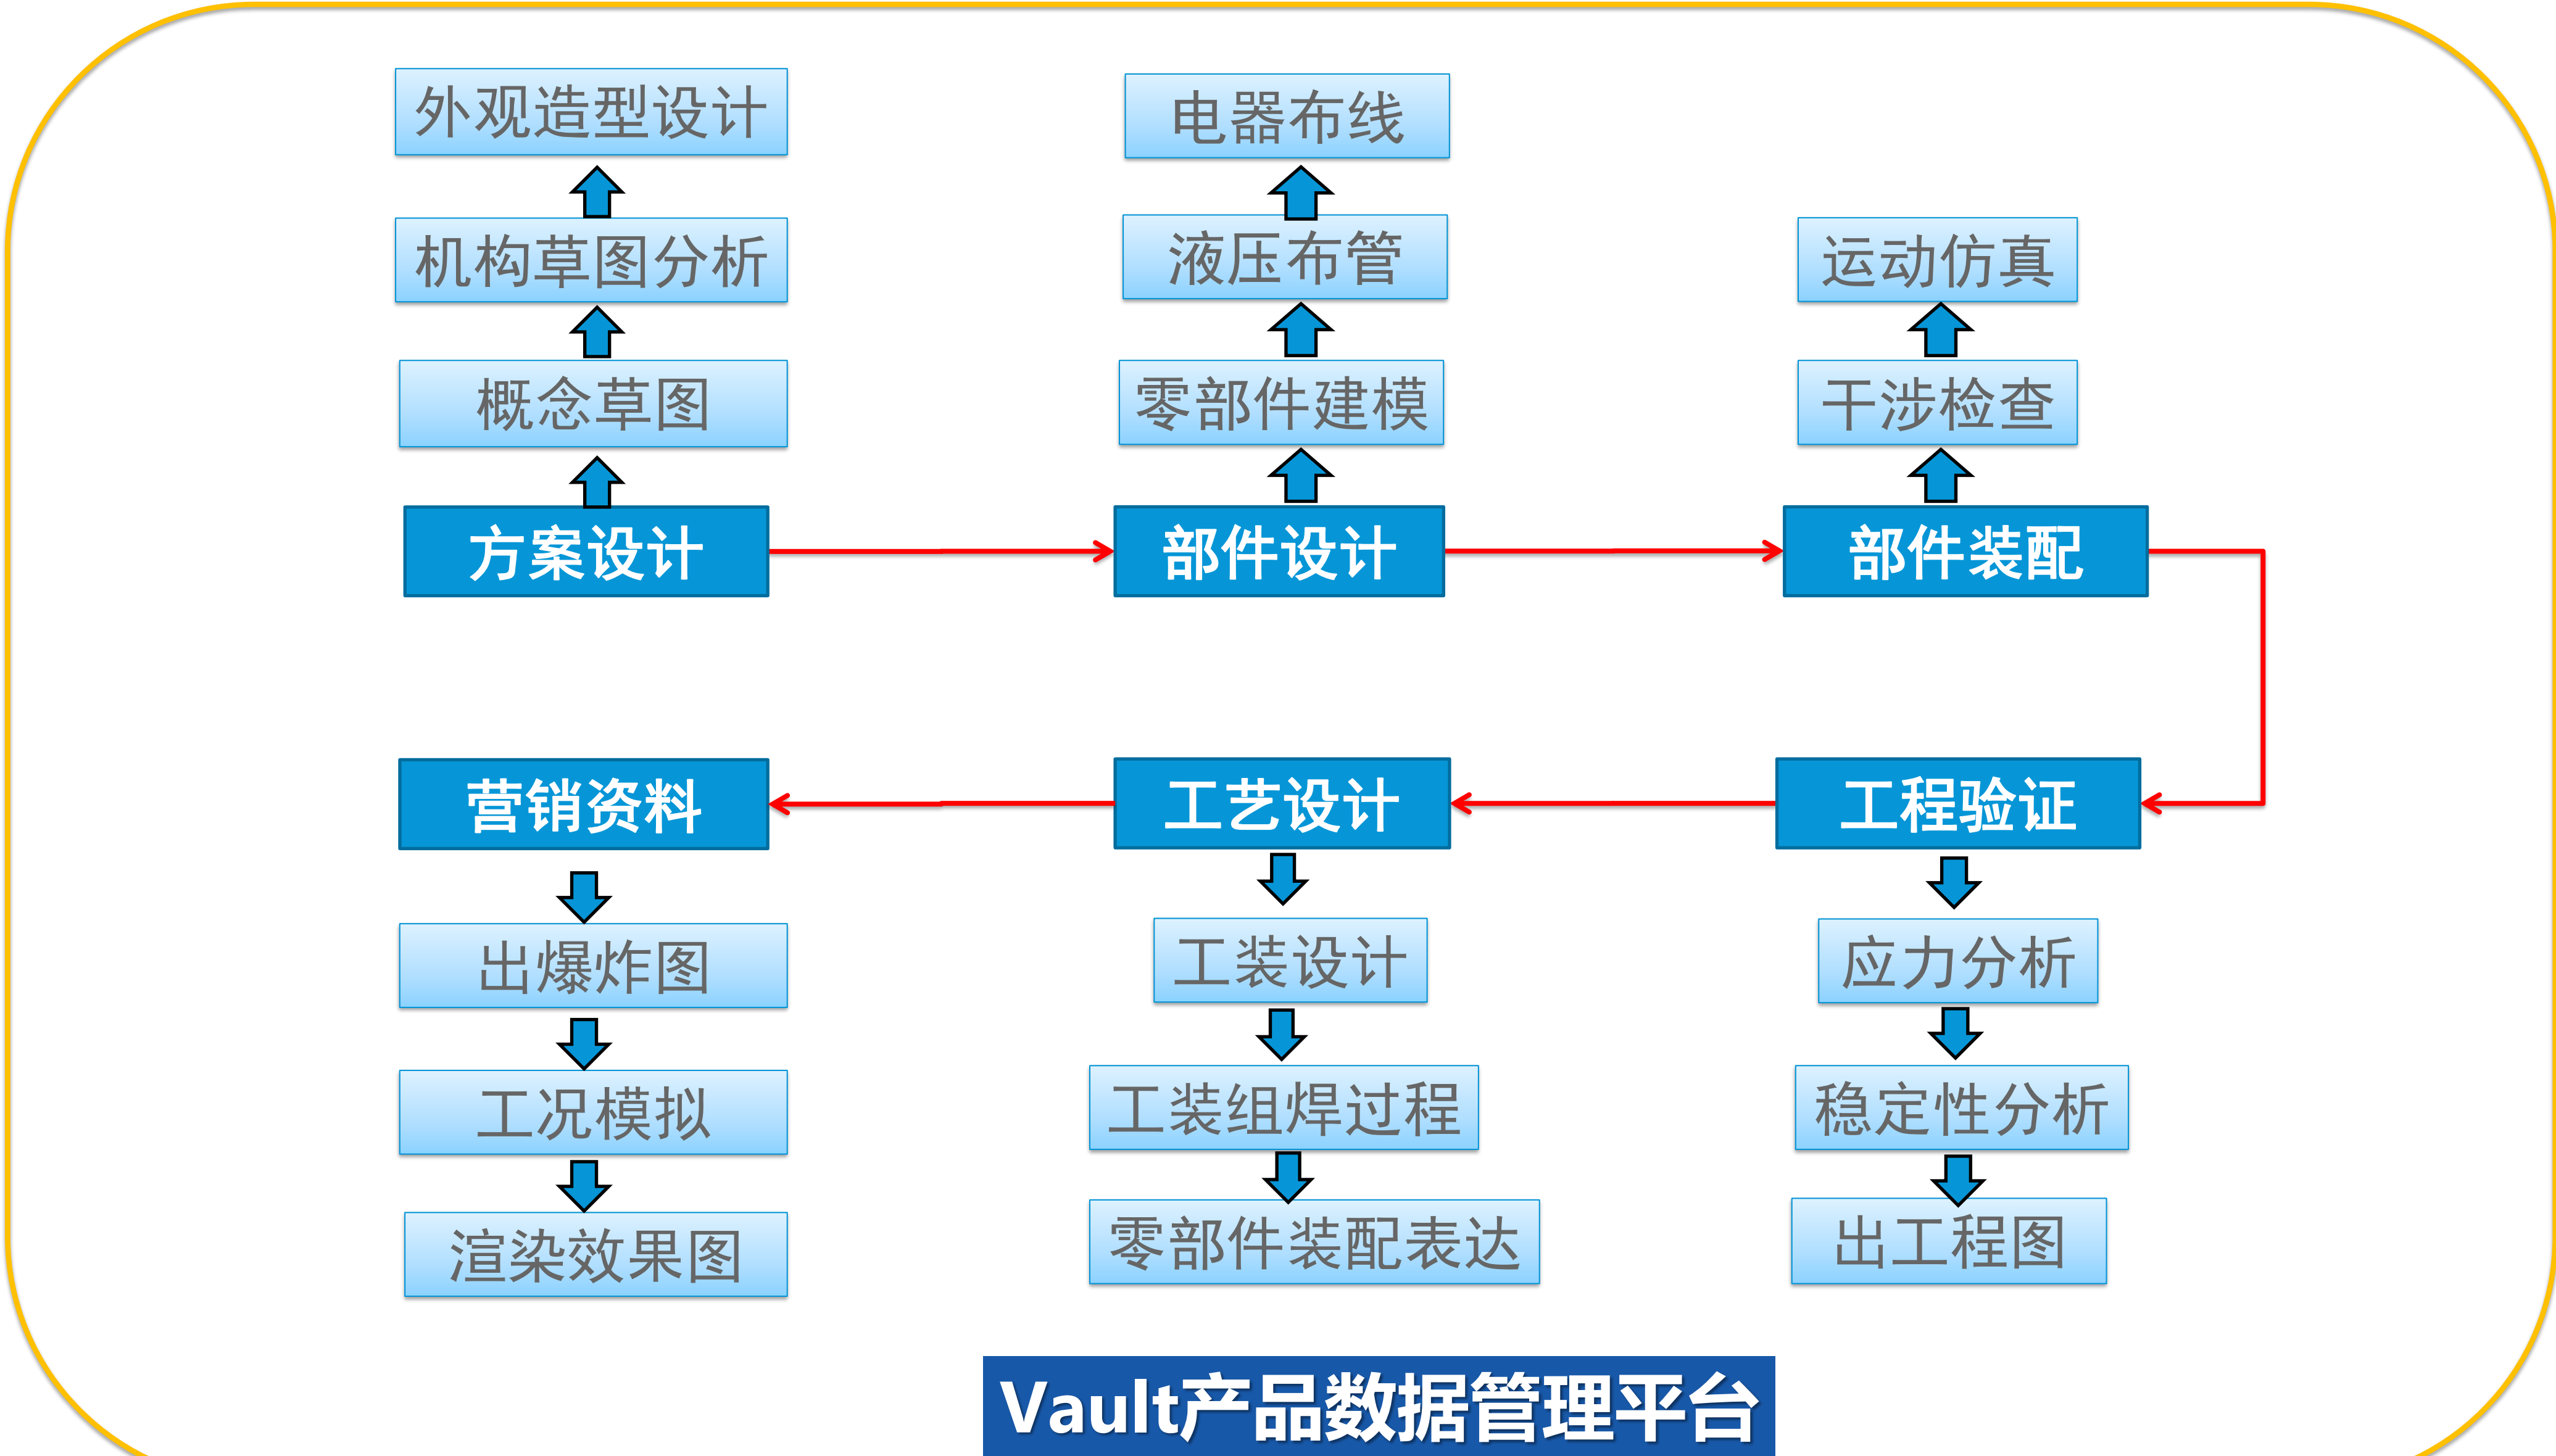 外观造型设计
电器布线
机构草图分析
液压布管
运动仿真
概念草图
零部件建模
干涉检查
方案设计
部件设计
部件装配
营销资料
工艺设计
工程验证
出爆炸图
工装设计
应力分析
工况模拟
工装组焊过程
稳定性分析
渲染效果图
零部件装配表达
出工程图
Vault产品数据管理平台